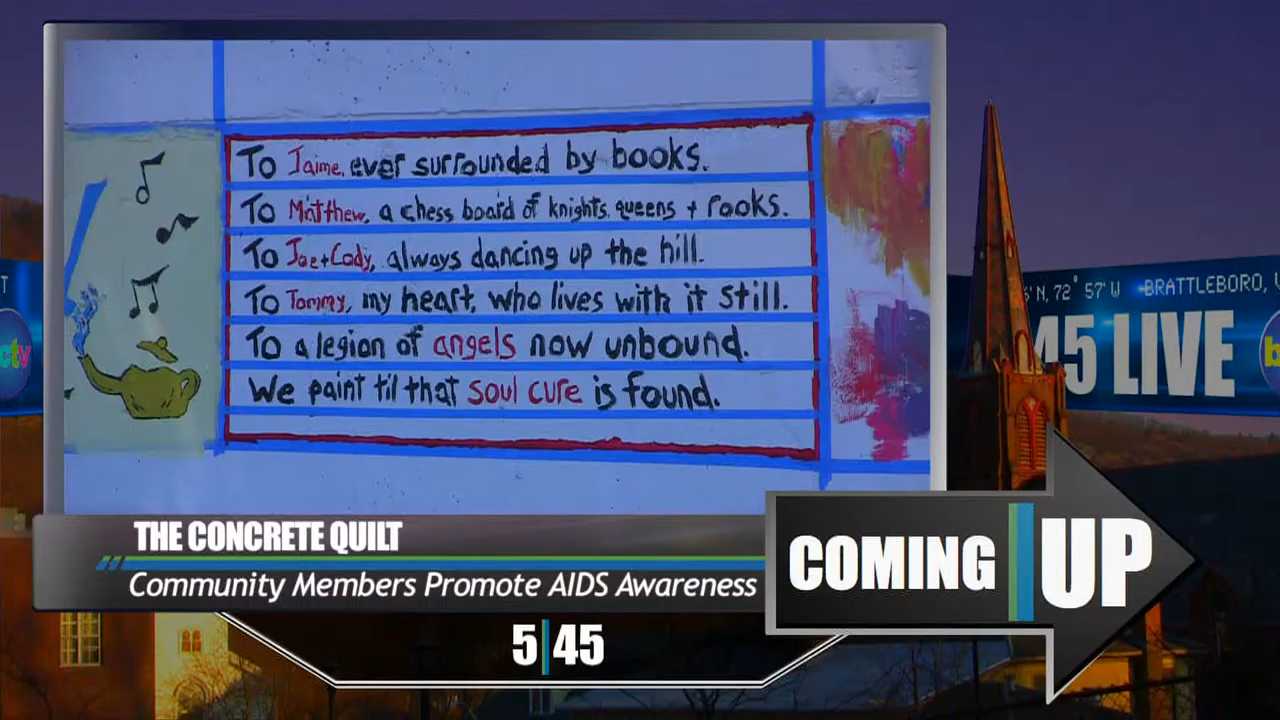 To Jaime, ever surrounded by books.
To Matthew, a chess board of knights, queens + rooks.
To Joe + Cody, always dancing up the hill.
To Tommy, my heart, who lives with it still.
To a legion of angels now unbound.
We paint til that soul cure is found.
T
ctv
6'N, 72° 57' W BRATTLEBORO, V
45 LIVE
b
THE CONCRETE QUILT
Community Members Promote AIDS Awareness
COMING UP
5 45